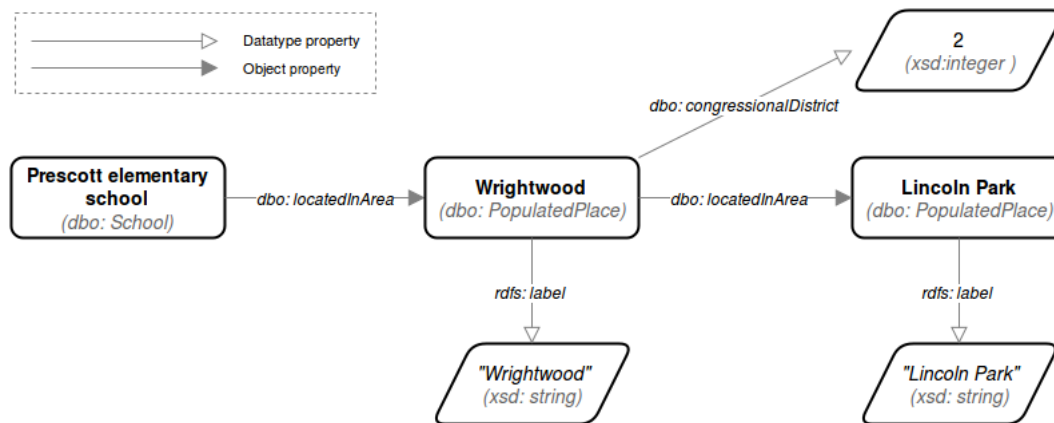 Datatype property
Object property
2
(xsd:integer )
dbo: congressionalDistrict
Prescott elementary
school
(dbo: School)
dbo: locatedInArea
Wrightwood
(dbo: PopulatedPlace)
dbo: locatedInArea
Lincoln Park
(dbo: PopulatedPlace)
rdfs: label
rdfs: label
"Wrightwood"
(xsd: string)
"Lincoln Park"
(xsd: string)